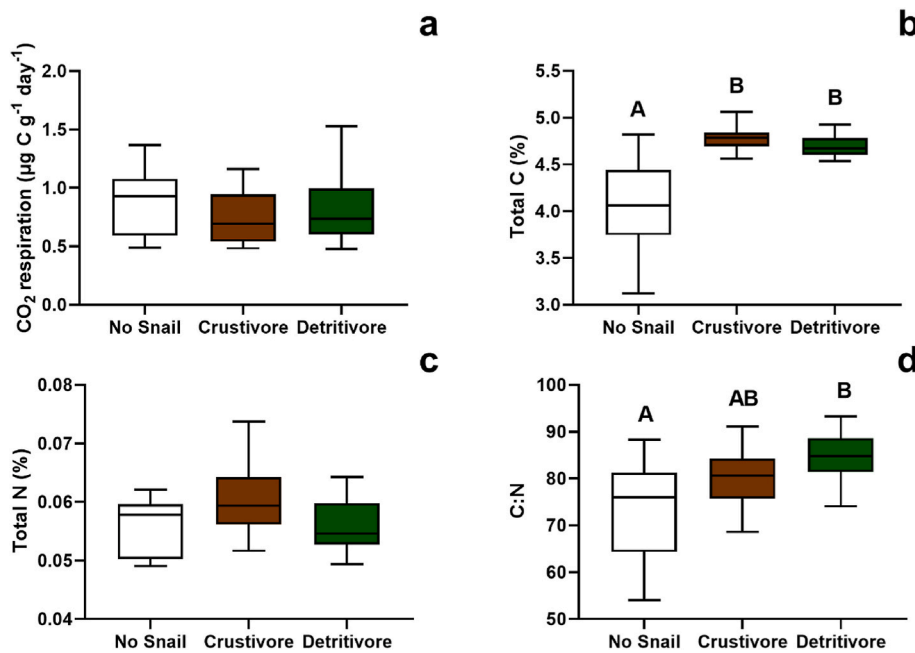 a
CO₂ respiration (µg C g⁻¹ day⁻¹)
2.0
1.5
1.0
0.5
0.0
No Snail Crustivore Detritivore
b
Total C (%)
5.5
5.0
4.5
4.0
3.5
3.0
A
B
B
No Snail Crustivore Detritivore
c
Total N (%)
0.08
0.07
0.06
0.05
0.04
No Snail Crustivore Detritivore
d
C:N
100
90
80
70
60
50
A
AB
B
No Snail Crustivore Detritivore